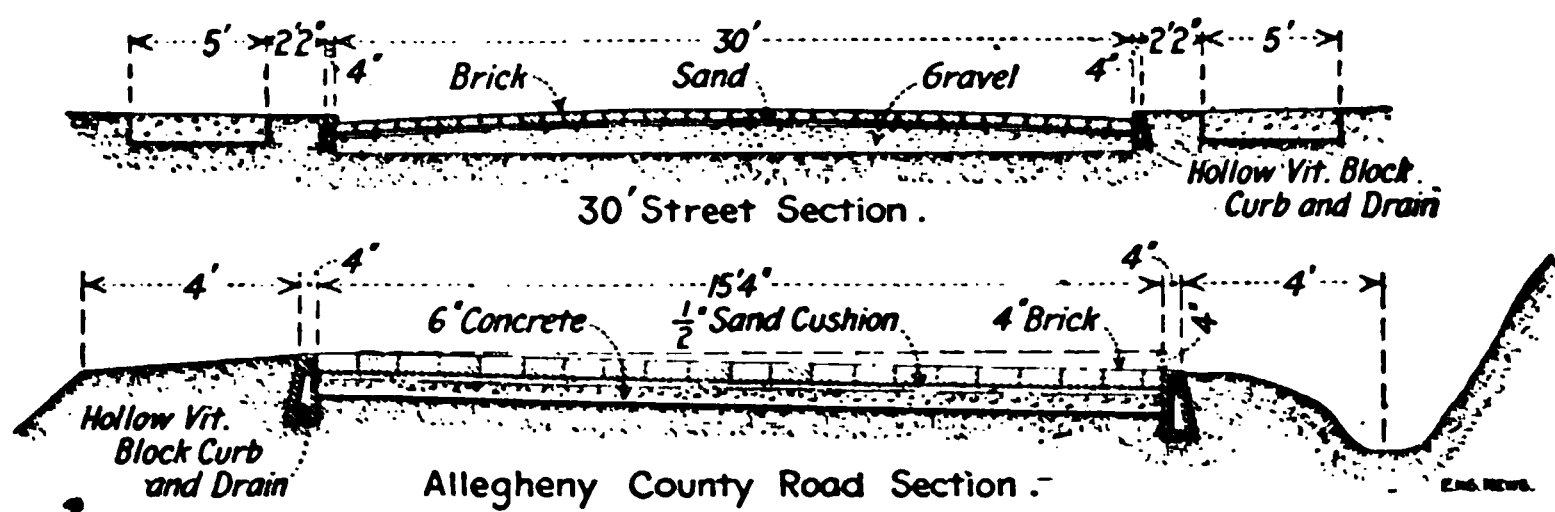 5' 2'2" 30' 2'2" 5'
4" 4"
Brick Sand Gravel
Hollow Vit. Block
Curb and Drain
30' Street Section.
4' 4" 15'4" 4" 4'
6" Concrete 1/2" Sand Cushion 4" Brick 4"
Hollow Vit.
Block Curb
and Drain
Allegheny County Road Section.
ENG. NEWS.